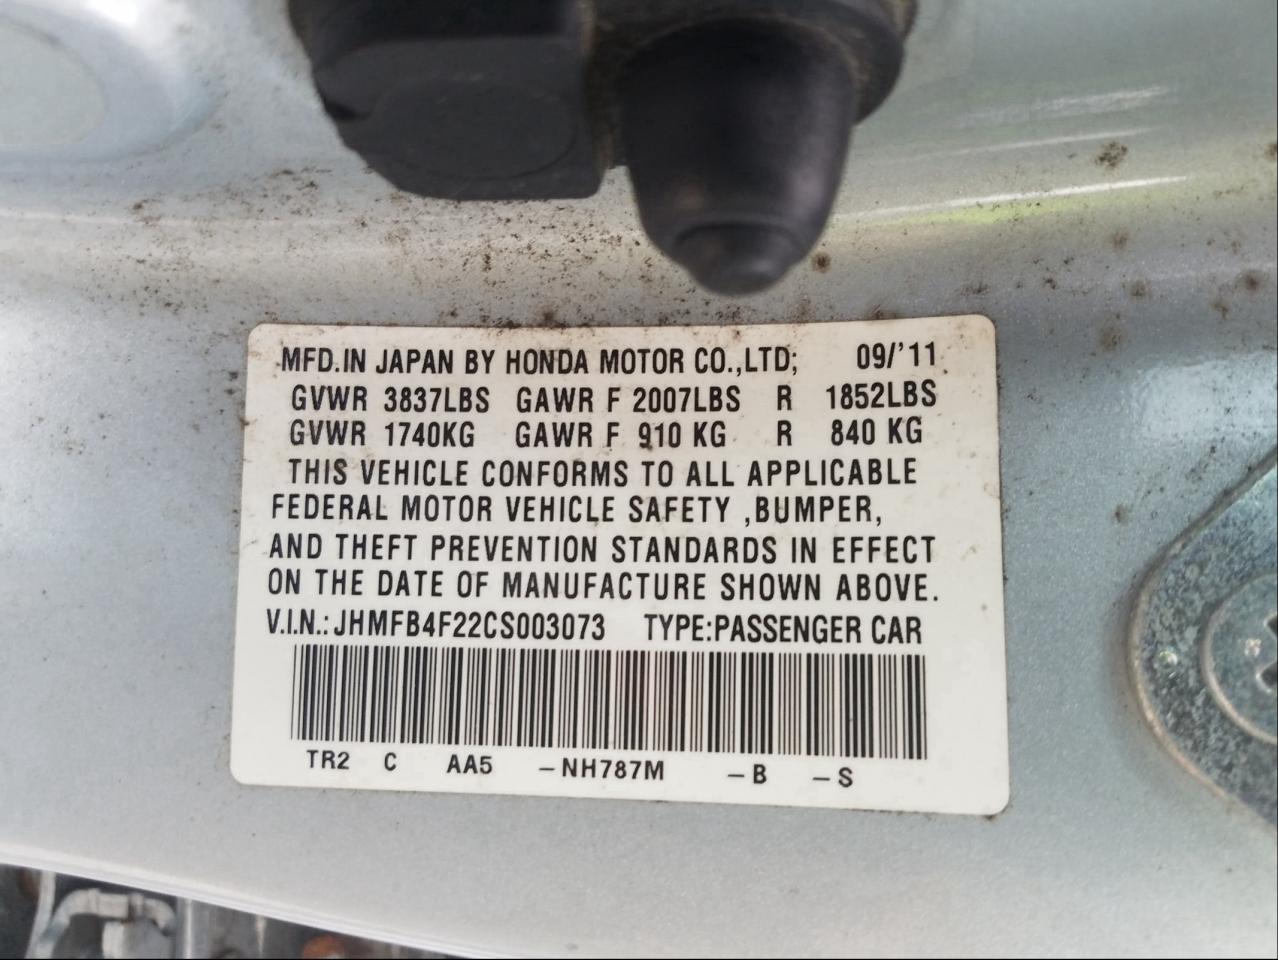 MFD.IN JAPAN BY HONDA MOTOR CO.,LTD; 09/'11
GVWR 3837LBS GAWR F 2007LBS R 1852LBS
GVWR 1740KG GAWR F 910 KG R 840 KG
THIS VEHICLE CONFORMS TO ALL APPLICABLE
FEDERAL MOTOR VEHICLE SAFETY ,BUMPER,
AND THEFT PREVENTION STANDARDS IN EFFECT
ON THE DATE OF MANUFACTURE SHOWN ABOVE.
V.I.N.: JHMFB4F22CS003073 TYPE:PASSENGER CAR
TR2 C AA5 -NH787M -B -S